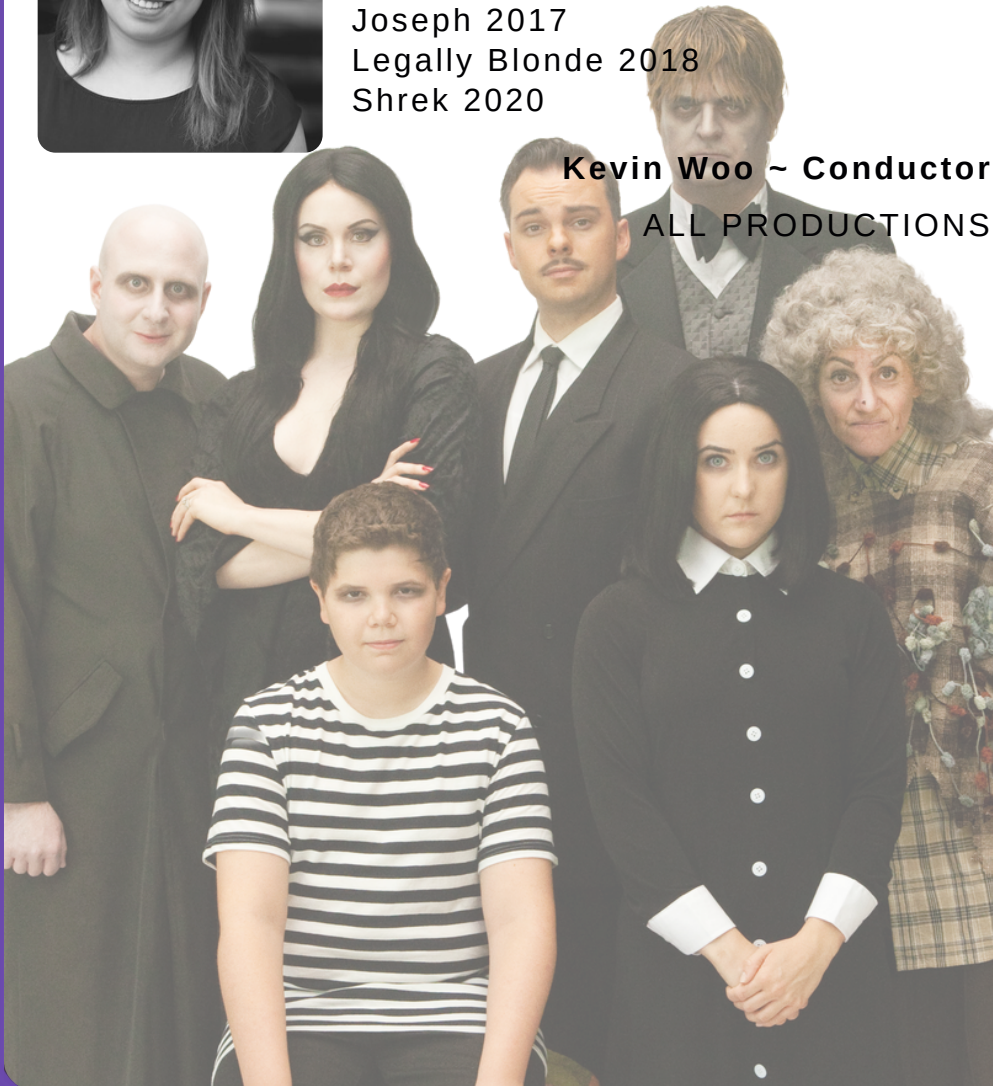 Joseph 2017
Legally Blonde 2018
Shrek 2020
Kevin Woo ~ Conductor
ALL PRODUCTIONS